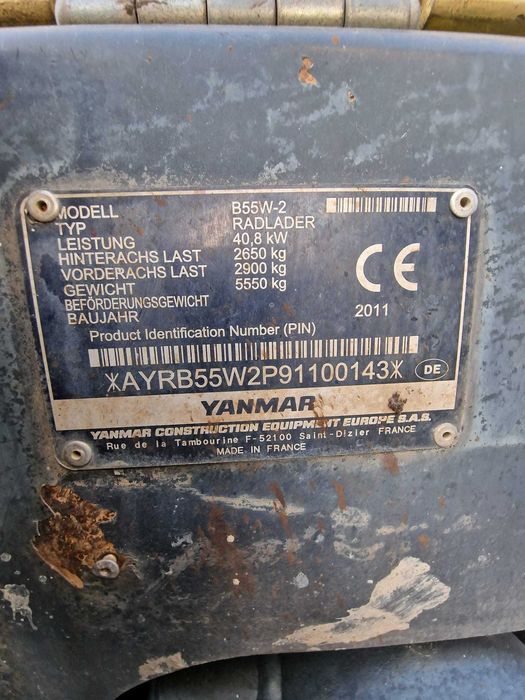 MODELL B55W-2
TYP RADLADER
LEISTUNG 40,8 kW
HINTERACHS LAST 2650 kg
VORDERACHS LAST 2900 kg
GEWICHT 5550 kg
BEFÖRDERUNGSGEWICHT
BAUJAHR 2011
CE
Product Identification Number (PIN)
*AYRB55W2P91100143*
DE
YANMAR
YANMAR CONSTRUCTION EQUIPMENT EUROPE S.A.S.
Rue de la Tambourine F-52100 Saint-Dizier FRANCE
MADE IN FRANCE